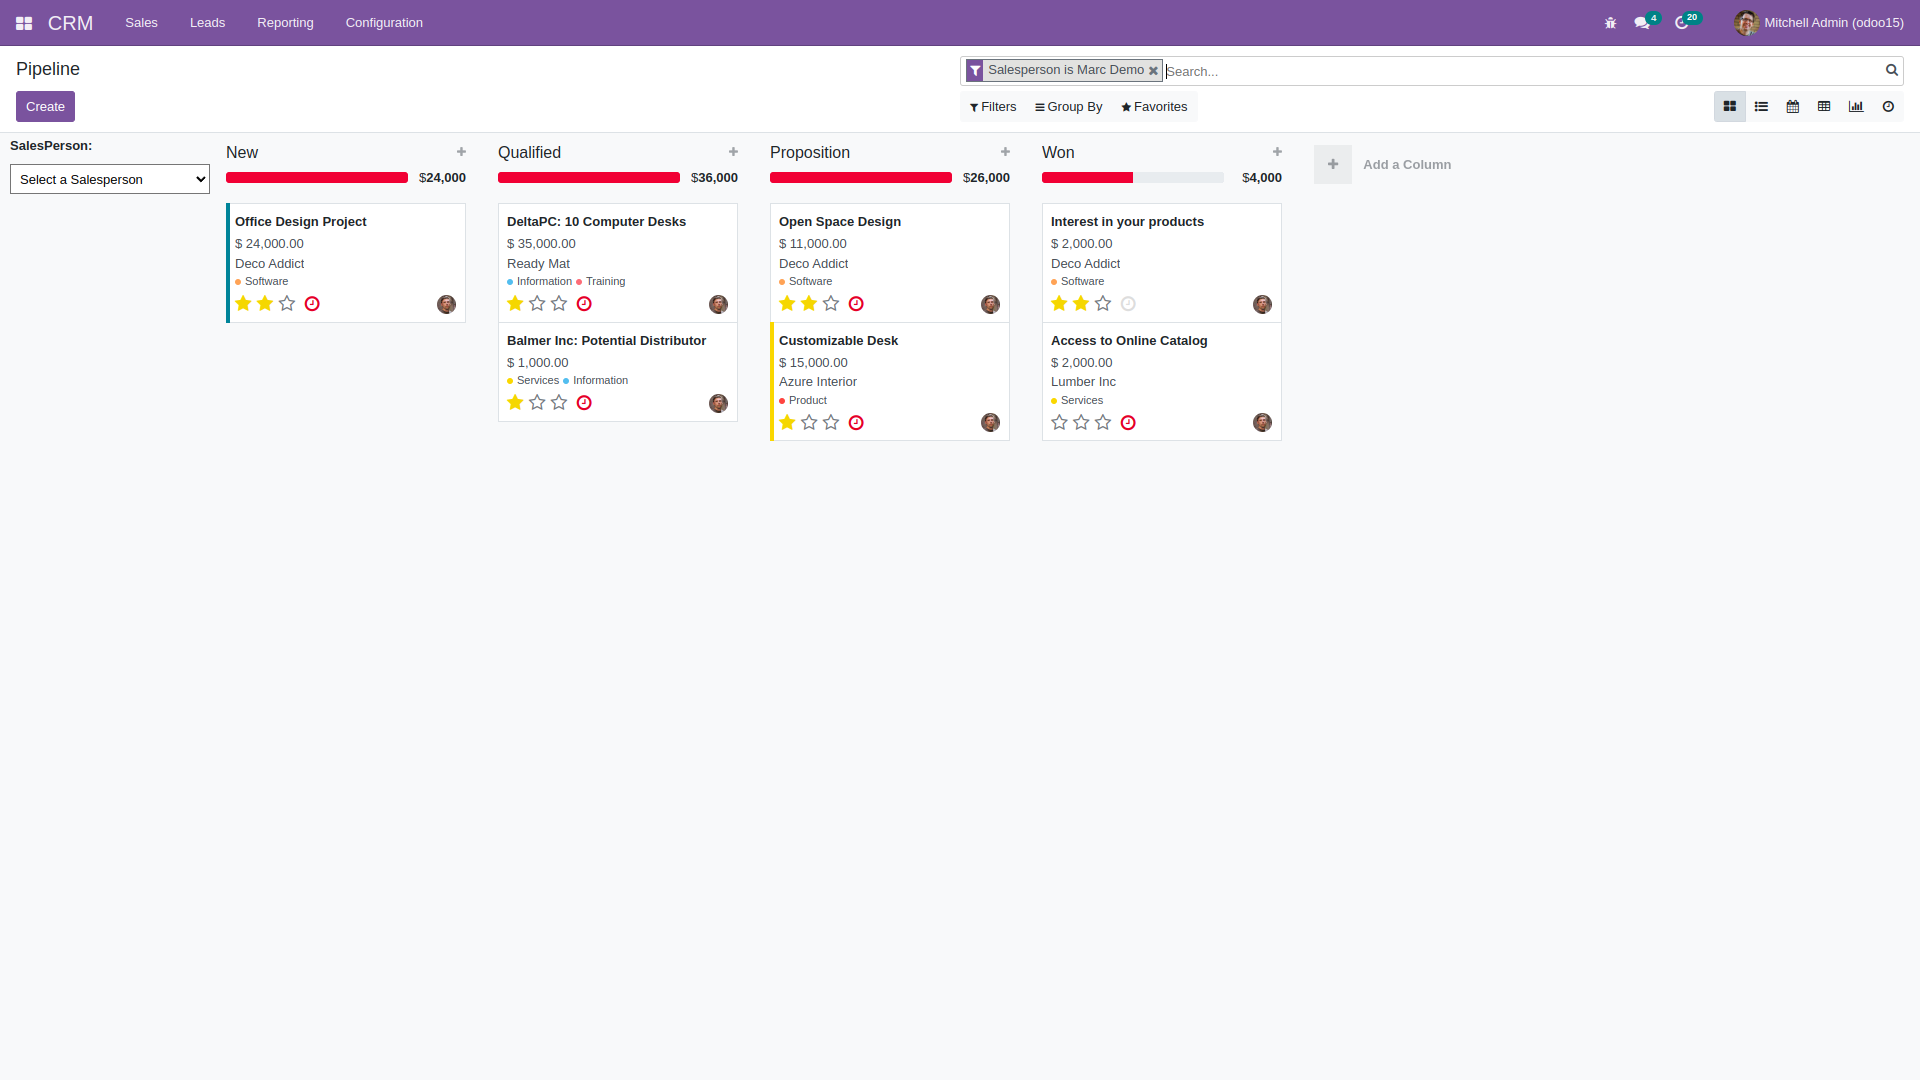 CRM Sales Leads Reporting Configuration 4 20 Mitchell Admin (odoo15)
Pipeline
Salesperson is Marc Demo Search...
Create
Filters Group By Favorites
SalesPerson:
Select a Salesperson
New
$24,000
Office Design Project
$ 24,000.00
Deco Addict
Software
Qualified
$36,000
DeltaPC: 10 Computer Desks
$ 35,000.00
Ready Mat
Information Training
Balmer Inc: Potential Distributor
$ 1,000.00
Services Information
Proposition
$26,000
Open Space Design
$ 11,000.00
Deco Addict
Software
Customizable Desk
$ 15,000.00
Azure Interior
Product
Won
$4,000
Interest in your products
$ 2,000.00
Deco Addict
Software
Access to Online Catalog
$ 2,000.00
Lumber Inc
Services
Add a Column